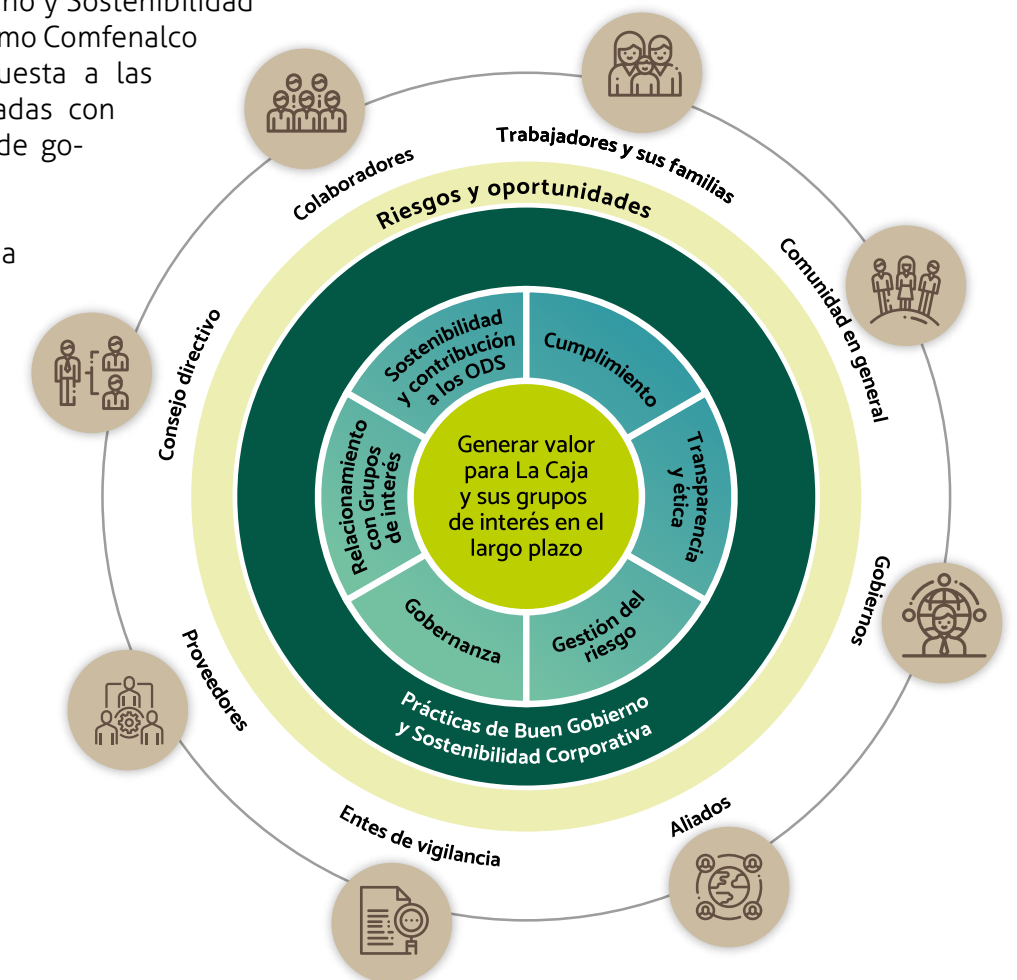 no y Sostenibilidad
mo Comfenalco
uesta a las
adas con
de go-
a
Trabajadores y sus familias
Colaboradores
Riesgos y oportunidades
Comunidad en general
Consejo directivo
Sostenibilidad
y contribución
a los ODS
Cumplimiento
Relacionamiento
con Grupos
de interés
Generar valor
para La Caja
y sus grupos
de interés en el
largo plazo
Transparencia
y ética
Gobiernos
Gobernanza
Gestión del
riesgo
Proveedores
Prácticas de Buen Gobierno
y Sostenibilidad Corporativa
Entes de vigilancia
Aliados